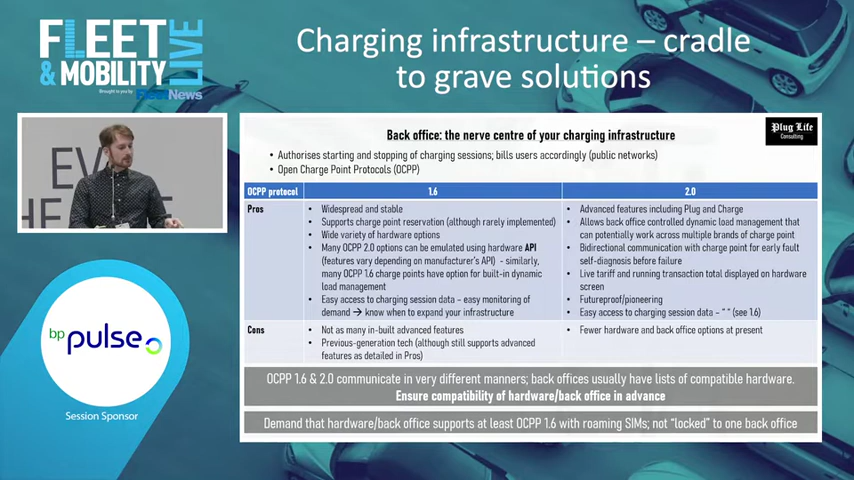 FLEET
& MOBILITY
LIVE
Brought to you by
FleetNews
Charging infrastructure – cradle
to grave solutions
EV
HE
Back office: the nerve centre of your charging infrastructure
Plug Life
Consulting
• Authorises starting and stopping of charging sessions; bills users accordingly (public networks)
• Open Charge Point Protocols (OCPP)
OCPP protocol 1.6 2.0
Pros
• Widespread and stable
• Supports charge point reservation (although rarely implemented)
• Wide variety of hardware options
• Many OCPP 2.0 options can be emulated using hardware API
(features vary depending on manufacturer's API) - similarly,
many OCPP 1.6 charge points have option for built-in dynamic
load management
• Easy access to charging session data – easy monitoring of
demand → know when to expand your infrastructure
• Advanced features including Plug and Charge
• Allows back office controlled dynamic load management that
can potentially work across multiple brands of charge point
• Bidirectional communication with charge point for early fault
self-diagnosis before failure
• Live tariff and running transaction total displayed on hardware
screen
• Futureproof/pioneering
• Easy access to charging session data – " " (see 1.6)
Cons
• Not as many in-built advanced features
• Previous-generation tech (although still supports advanced
features as detailed in Pros)
• Fewer hardware and back office options at present
OCPP 1.6 & 2.0 communicate in very different manners; back offices usually have lists of compatible hardware.
Ensure compatibility of hardware/back office in advance
Demand that hardware/back office supports at least OCPP 1.6 with roaming SIMs; not "locked" to one back office
bp
pulse
Session Sponsor